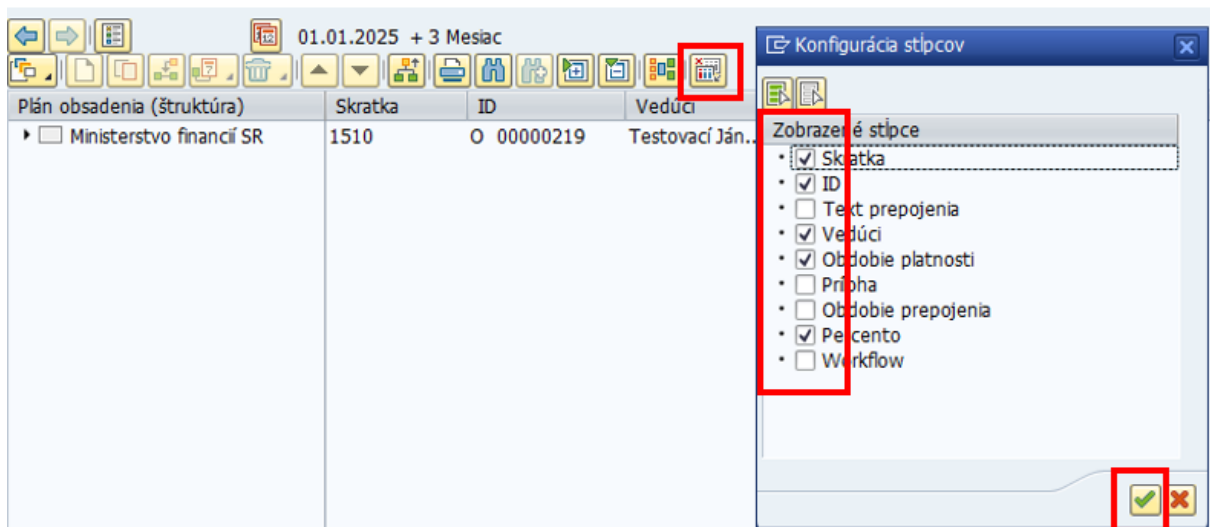 01.01.2025 + 3 Mesiac
Plán obsadenia (štruktúra) Skratka ID Vedúci
Ministerstvo financií SR 1510 O 00000219 Testovací Ján..
Konfigurácia stĺpcov
Zobrazené stĺpce
Skratka
ID
Text prepojenia
Vedúci
Obdobie platnosti
Príloha
Obdobie prepojenia
Percento
Workflow